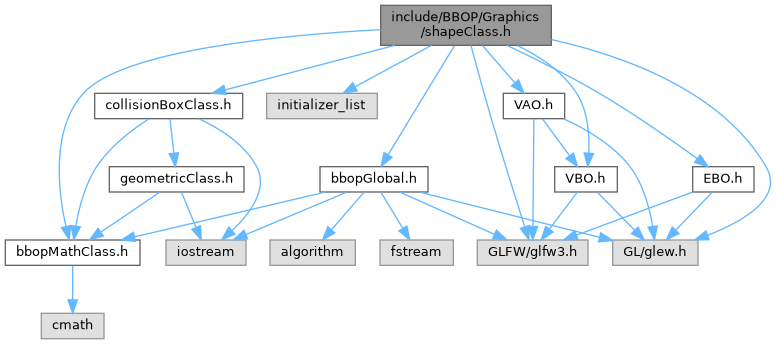 include/BBOP/Graphics
/shapeClass.h
collisionBoxClass.h
initializer_list
VAO.h
geometricClass.h
bbopGlobal.h
VBO.h
EBO.h
bbopMathClass.h
iostream
algorithm
fstream
GLFW/glfw3.h
GL/glew.h
cmath